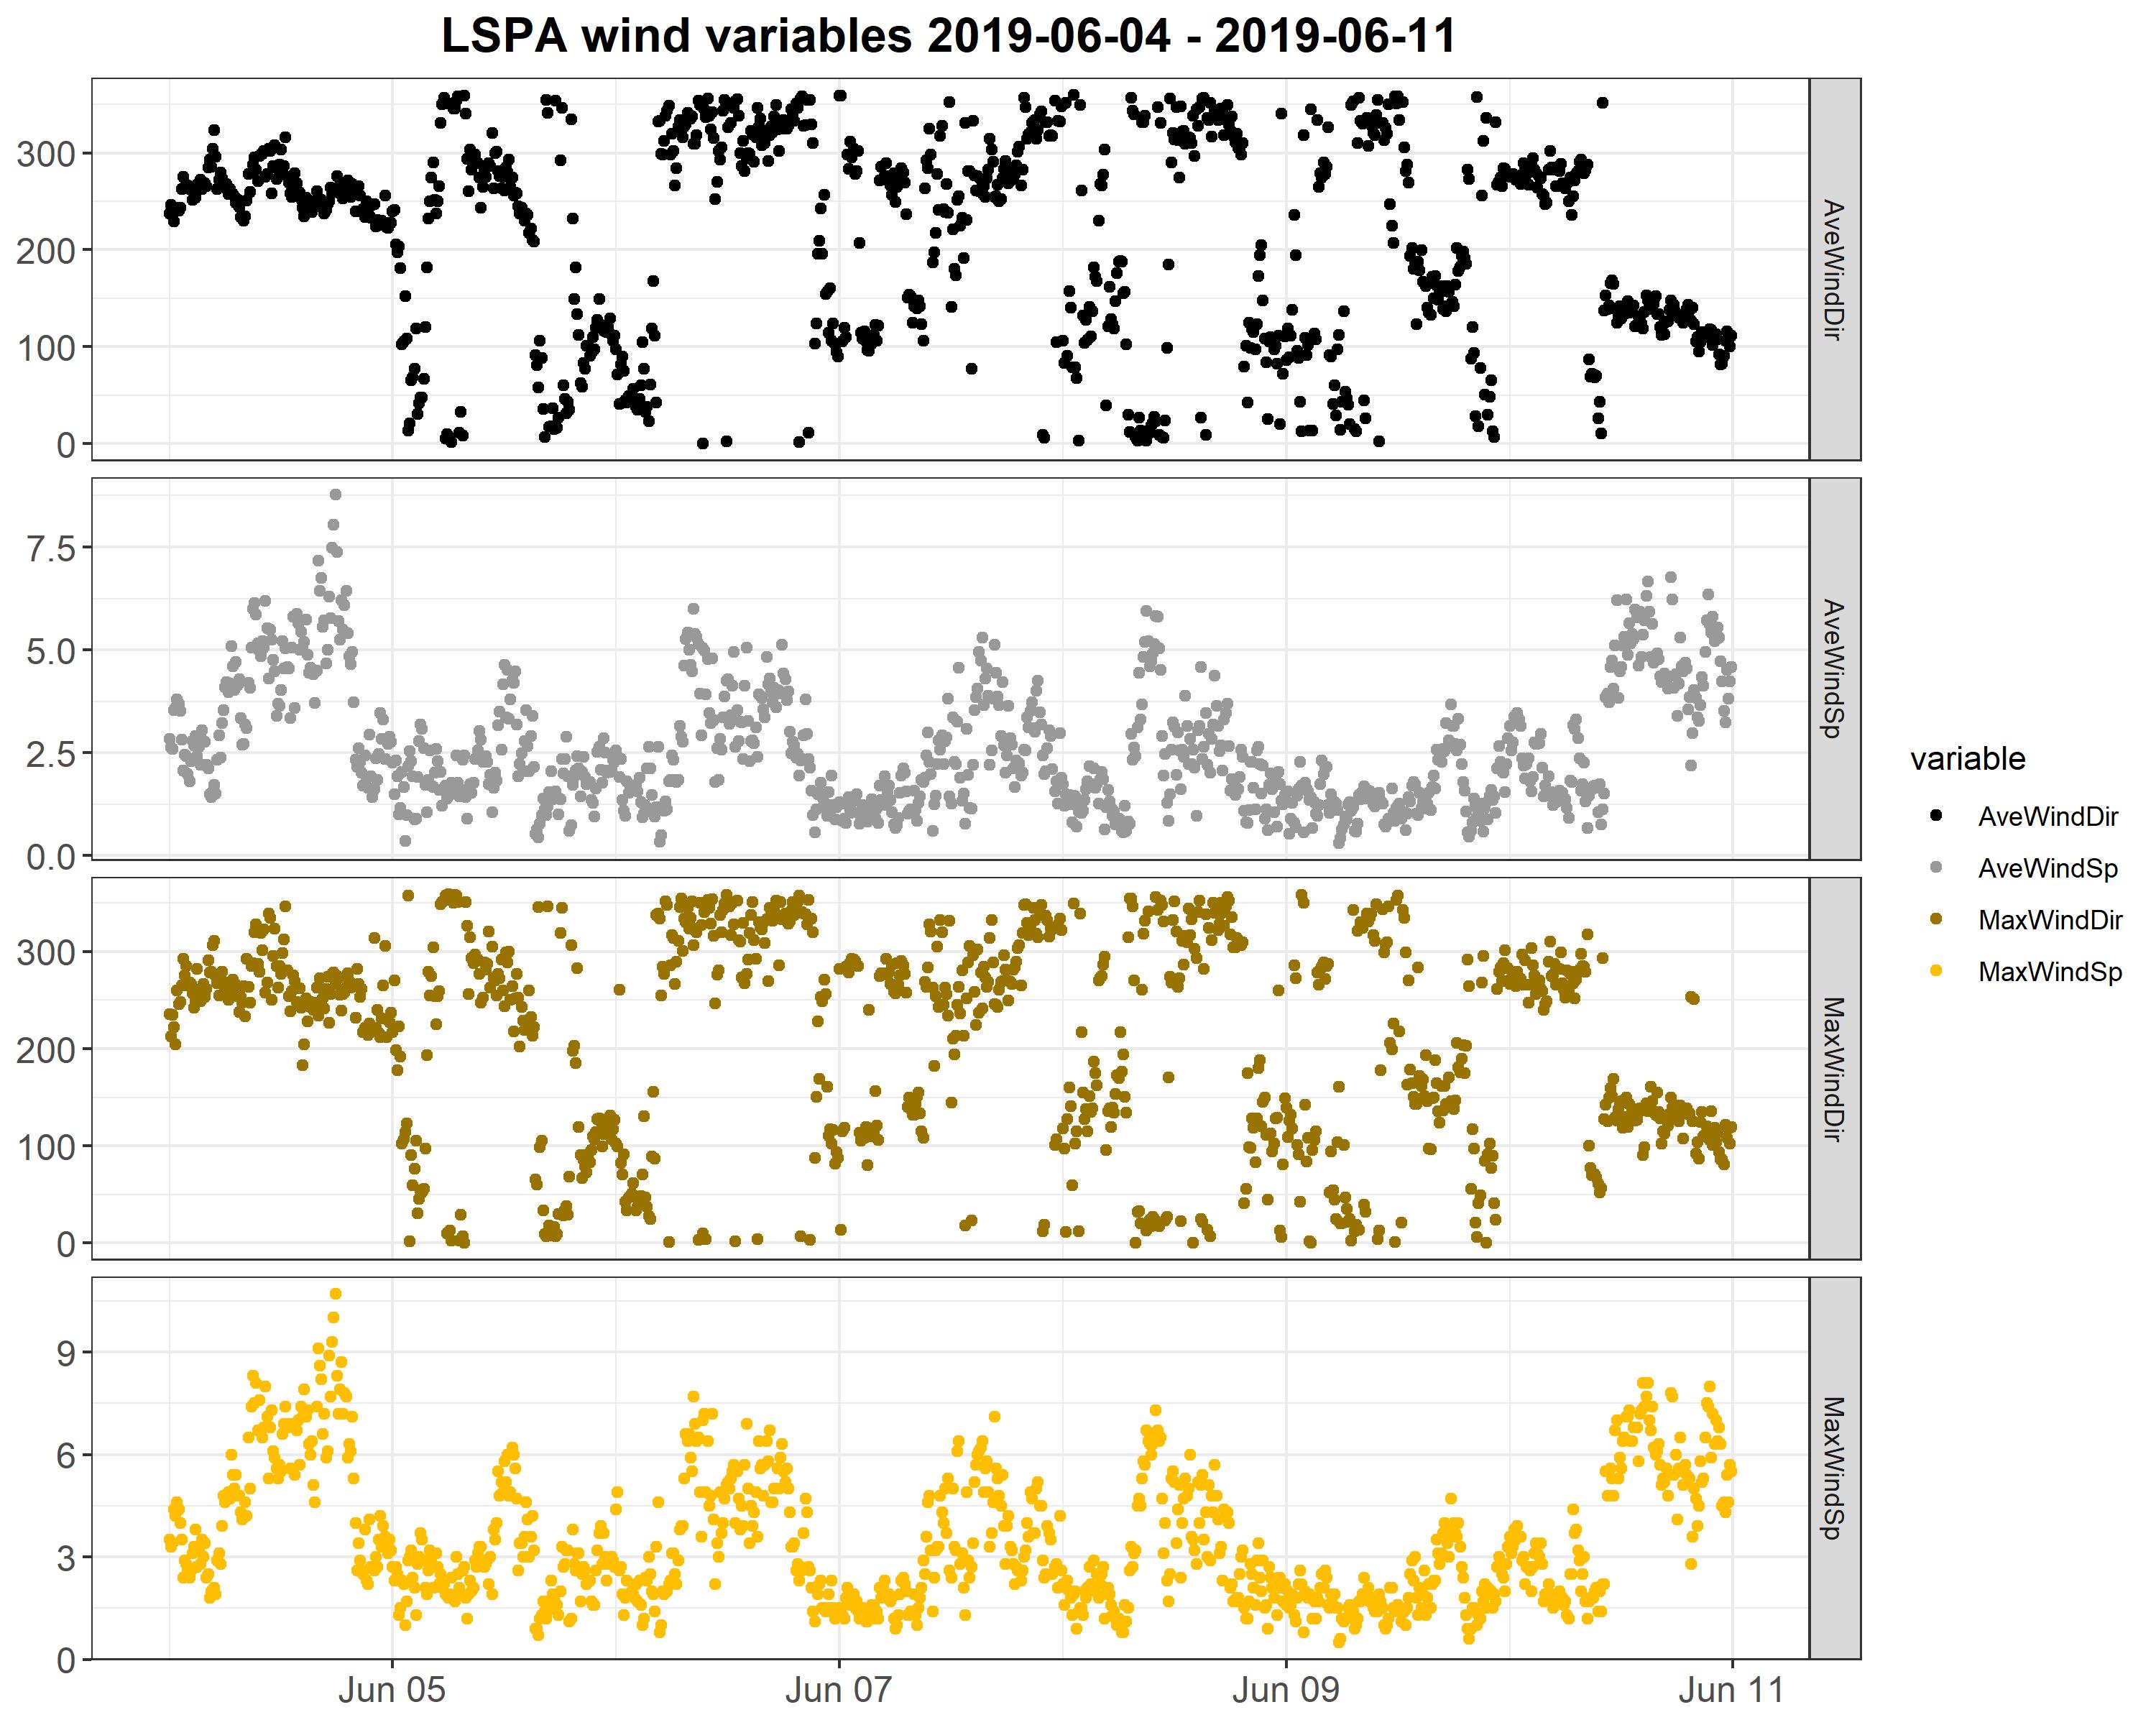 LSPA wind variables 2019-06-04 - 2019-06-11
300
200
100
0
AveWindDir
7.5
5.0
2.5
0.0
AveWindSp
300
200
100
0
MaxWindDir
9
6
3
0
MaxWindSp
Jun 05 Jun 07 Jun 09 Jun 11
variable
AveWindDir
AveWindSp
MaxWindDir
MaxWindSp